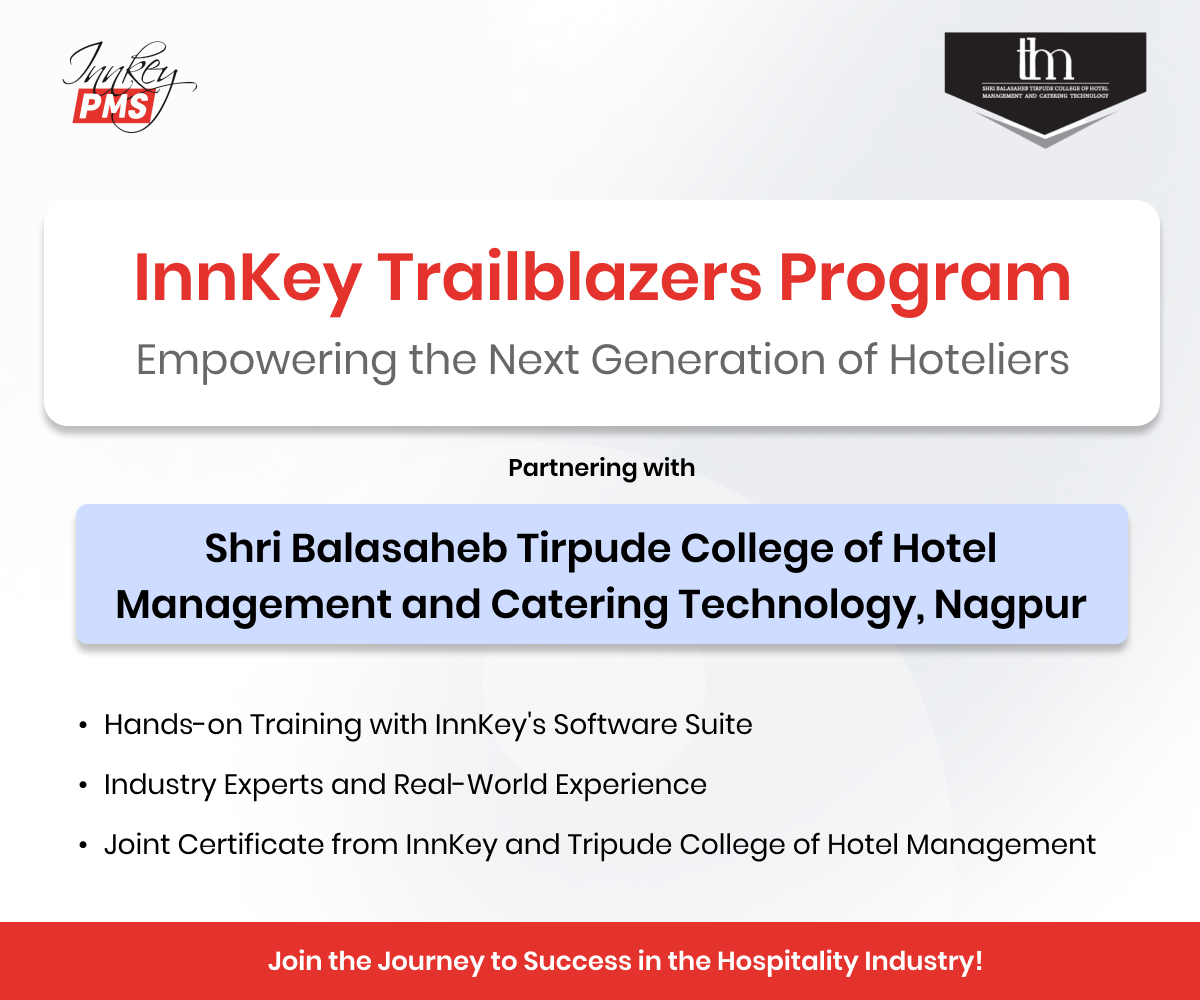 Innkey
PMS
thm
SHRI BALASAHEB TIRPUDE COLLEGE OF HOTEL
MANAGEMENT AND CATERING TECHNOLOGY
InnKey Trailblazers Program
Empowering the Next Generation of Hoteliers
Partnering with
Shri Balasaheb Tirpude College of Hotel
Management and Catering Technology, Nagpur
• Hands-on Training with InnKey's Software Suite
• Industry Experts and Real-World Experience
• Joint Certificate from InnKey and Tripude College of Hotel Management
Join the Journey to Success in the Hospitality Industry!